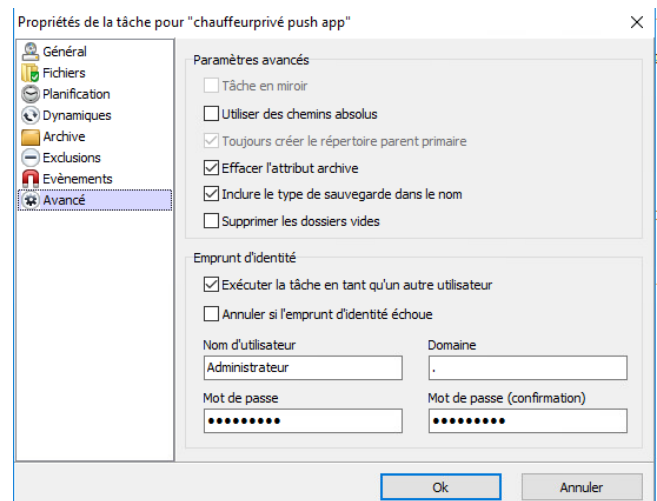 Propriétés de la tâche pour "chauffeurprivé push app"
Général
Fichiers
Planification
Dynamiques
Archive
Exclusions
Evènements
Avancé
Paramètres avancés
Tâche en miroir
Utiliser des chemins absolus
Toujours créer le répertoire parent primaire
Effacer l'attribut archive
Inclure le type de sauvegarde dans le nom
Supprimer les dossiers vides
Emprunt d'identité
Exécuter la tâche en tant qu'un autre utilisateur
Annuler si l'emprunt d'identité échoue
Nom d'utilisateur Domaine
Administrateur .
Mot de passe Mot de passe (confirmation)
●●●●●●●●● ●●●●●●●●●
Ok Annuler